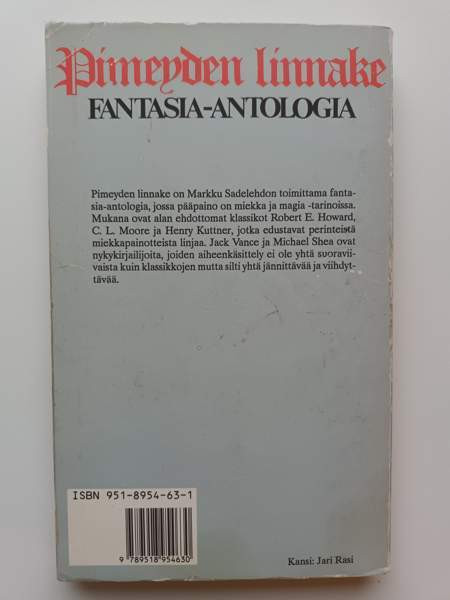 Pimeyden linnake
FANTASIA-ANTOLOGIA
Pimeyden linnake on Markku Sadelehdon toimittama fanta-
sia-antologia, jossa pääpaino on miekka ja magia -tarinoissa.
Mukana ovat alan ehdottomat klassikot Robert E. Howard,
C. L. Moore ja Henry Kuttner, jotka edustavat perinteistä
miekkapainotteista linjaa. Jack Vance ja Michael Shea ovat
nykykirjailijoita, joiden aiheenkäsittely ei ole yhtä suoravii-
vaista kuin klassikkojen mutta silti yhtä jännittävää ja viihdyt-
tävää.
ISBN 951-8954-63-1
9 789518 954630
Kansi: Jari Rasi